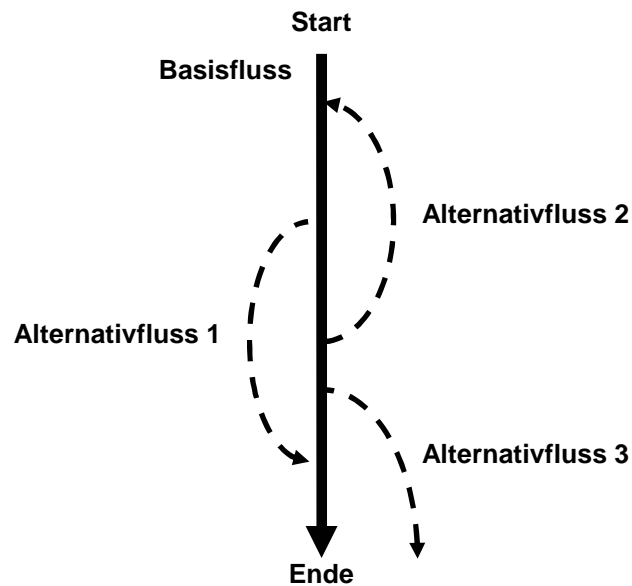 Start
Basisfluss
Alternativfluss 2
Alternativfluss 1
Alternativfluss 3
Ende